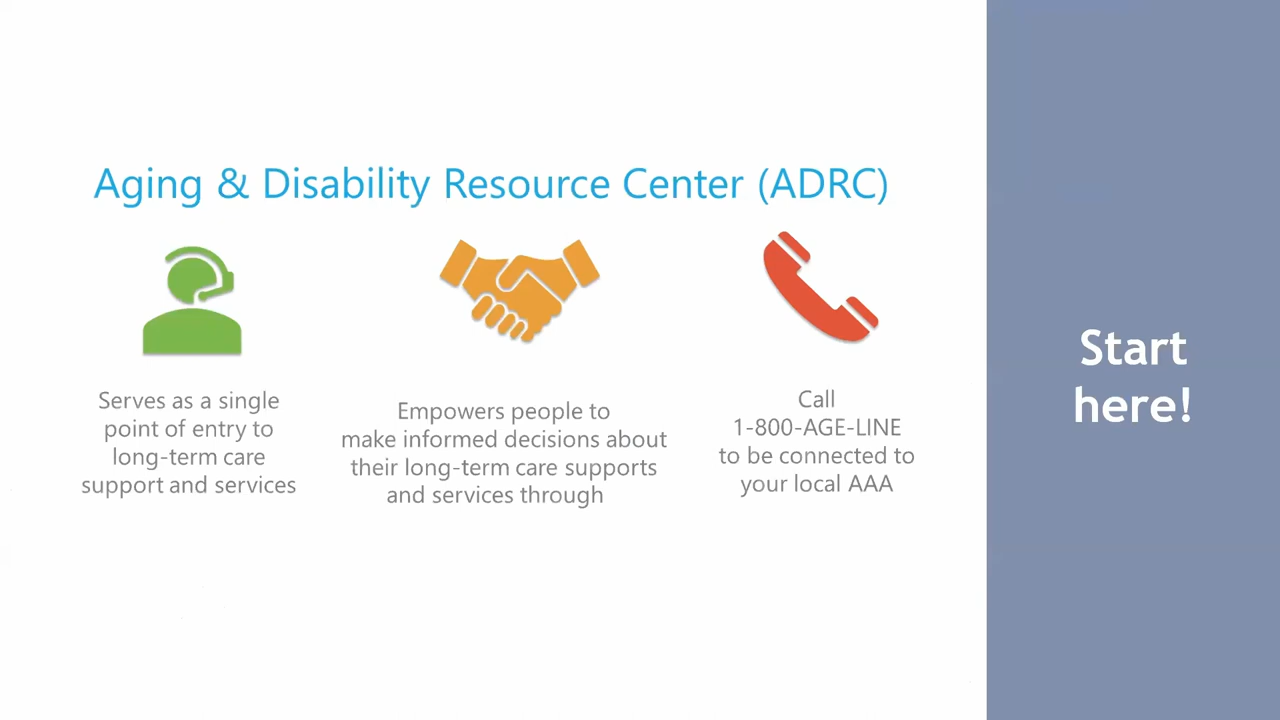 Aging & Disability Resource Center (ADRC)
Serves as a single
point of entry to
long-term care
support and services
Empowers people to
make informed decisions about
their long-term care supports
and services through
Call
1-800-AGE-LINE
to be connected to
your local AAA
Start
here!